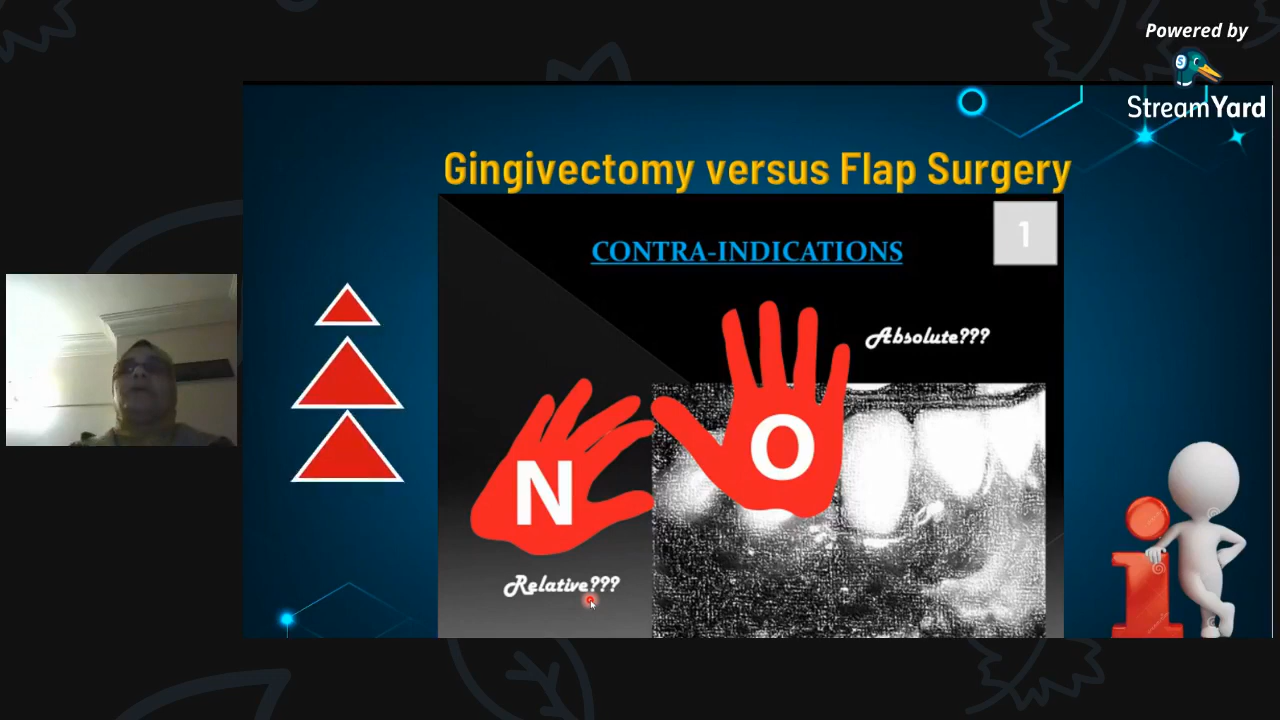 Powered by
StreamYard
Gingivectomy versus Flap Surgery
1
CONTRA-INDICATIONS
Absolute???
N
O
Relative???